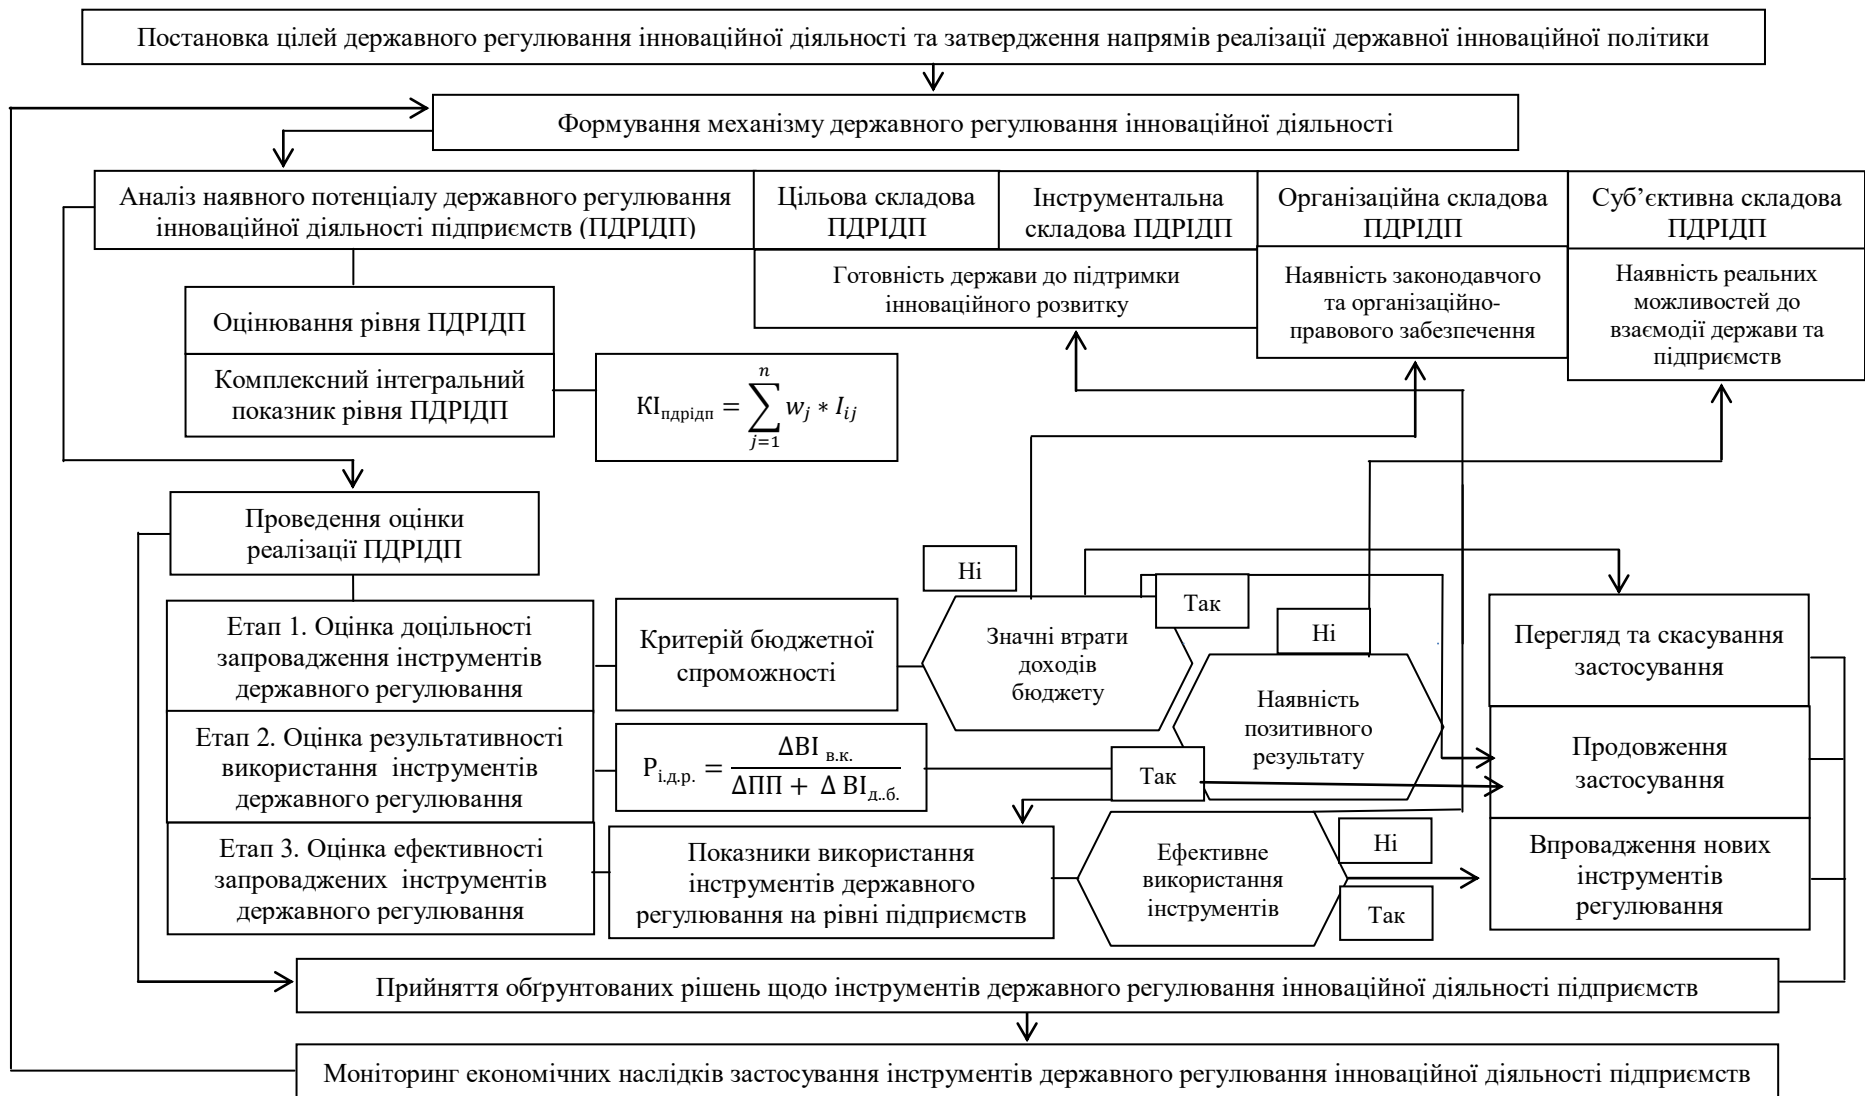 Постановка цілей державного регулювання інноваційної діяльності та затвердження напрямів реалізації державної інноваційної політики
Формування механізму державного регулювання інноваційної діяльності
Аналіз наявного потенціалу державного регулювання
інноваційної діяльності підприємств (ПДРІДП)
Цільова складова
ПДРІДП
Інструментальна
складова ПДРІДП
Організаційна складова
ПДРІДП
Суб’єктивна складова
ПДРІДП
Готовність держави до підтримки
інноваційного розвитку
Наявність законодавчого
та організаційно-
правового забезпечення
Наявність реальних
можливостей до
взаємодії держави та
підприємств
Оцінювання рівня ПДРІДП
Комплексний інтегральний
показник рівня ПДРІДП
КІпдрідп = ∑ⁿⱼ₌₁ wj * Iij
Проведення оцінки
реалізації ПДРІДП
Ні
Так
Ні
Етап 1. Оцінка доцільності
запровадження інструментів
державного регулювання
Критерій бюджетної
спроможності
Значні втрати
доходів
бюджету
Перегляд та скасування
застосування
Етап 2. Оцінка результативності
використання інструментів
державного регулювання
Рі.д.р. = ΔВІ в.к. / ΔПП + Δ ВІд..б.
Так
Наявність
позитивного
результату
Продовження
застосування
Етап 3. Оцінка ефективності
запроваджених інструментів
державного регулювання
Показники використання
інструментів державного
регулювання на рівні підприємств
Ефективне
використання
інструментів
Ні
Так
Впровадження нових
інструментів
регулювання
Прийняття обґрунтованих рішень щодо інструментів державного регулювання інноваційної діяльності підприємств
Моніторинг економічних наслідків застосування інструментів державного регулювання інноваційної діяльності підприємств